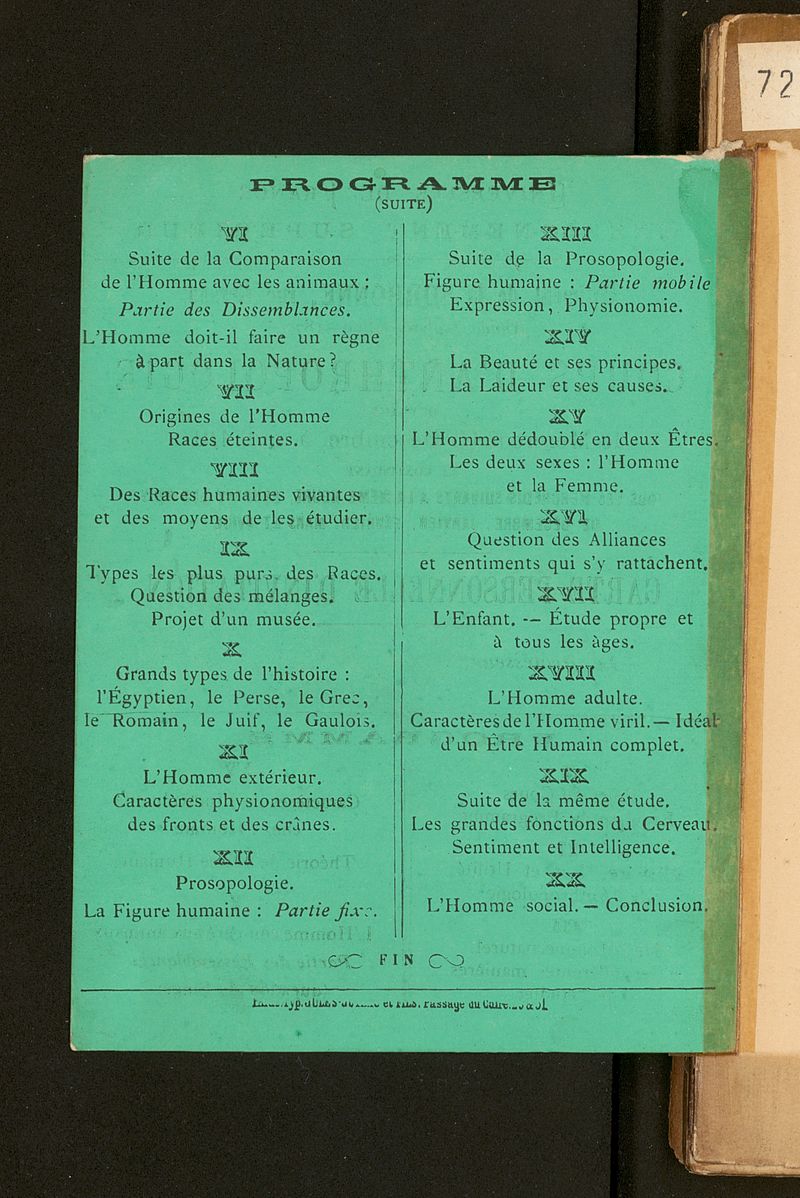 72
PROGRAMME
(SUITE)
VI
Suite de la Comparaison
de l'Homme avec les animaux :
Partie des Dissemblances.
L'Homme doit-il faire un règne
à part dans la Nature ?
VII
Origines de l'Homme
Races éteintes.
VIII
Des Races humaines vivantes
et des moyens de les étudier.
IX
Types les plus purs des Races.
Question des mélanges.
Projet d'un musée.
X
Grands types de l'histoire :
l'Égyptien, le Perse, le Grec,
le Romain, le Juif, le Gaulois.
XI
L'Homme extérieur.
Caractères physionomiques
des fronts et des crânes.
XII
Prosopologie.
La Figure humaine : Partie fixe.
XIII
Suite de la Prosopologie.
Figure humaine : Partie mobile
Expression, Physionomie.
XIV
La Beauté et ses principes.
La Laideur et ses causes.
XV
L'Homme dédoublé en deux Êtres.
Les deux sexes : l'Homme
et la Femme.
XVI
Question des Alliances
et sentiments qui s'y rattachent.
XVII
L'Enfant. — Étude propre et
à tous les âges.
XVIII
L'Homme adulte.
Caractères de l'Homme viril. — Idéal
d'un Être Humain complet.
XIX
Suite de la même étude.
Les grandes fonctions du Cerveau.
Sentiment et Intelligence.
XX
L'Homme social. — Conclusion.
FIN
Passage du Caire